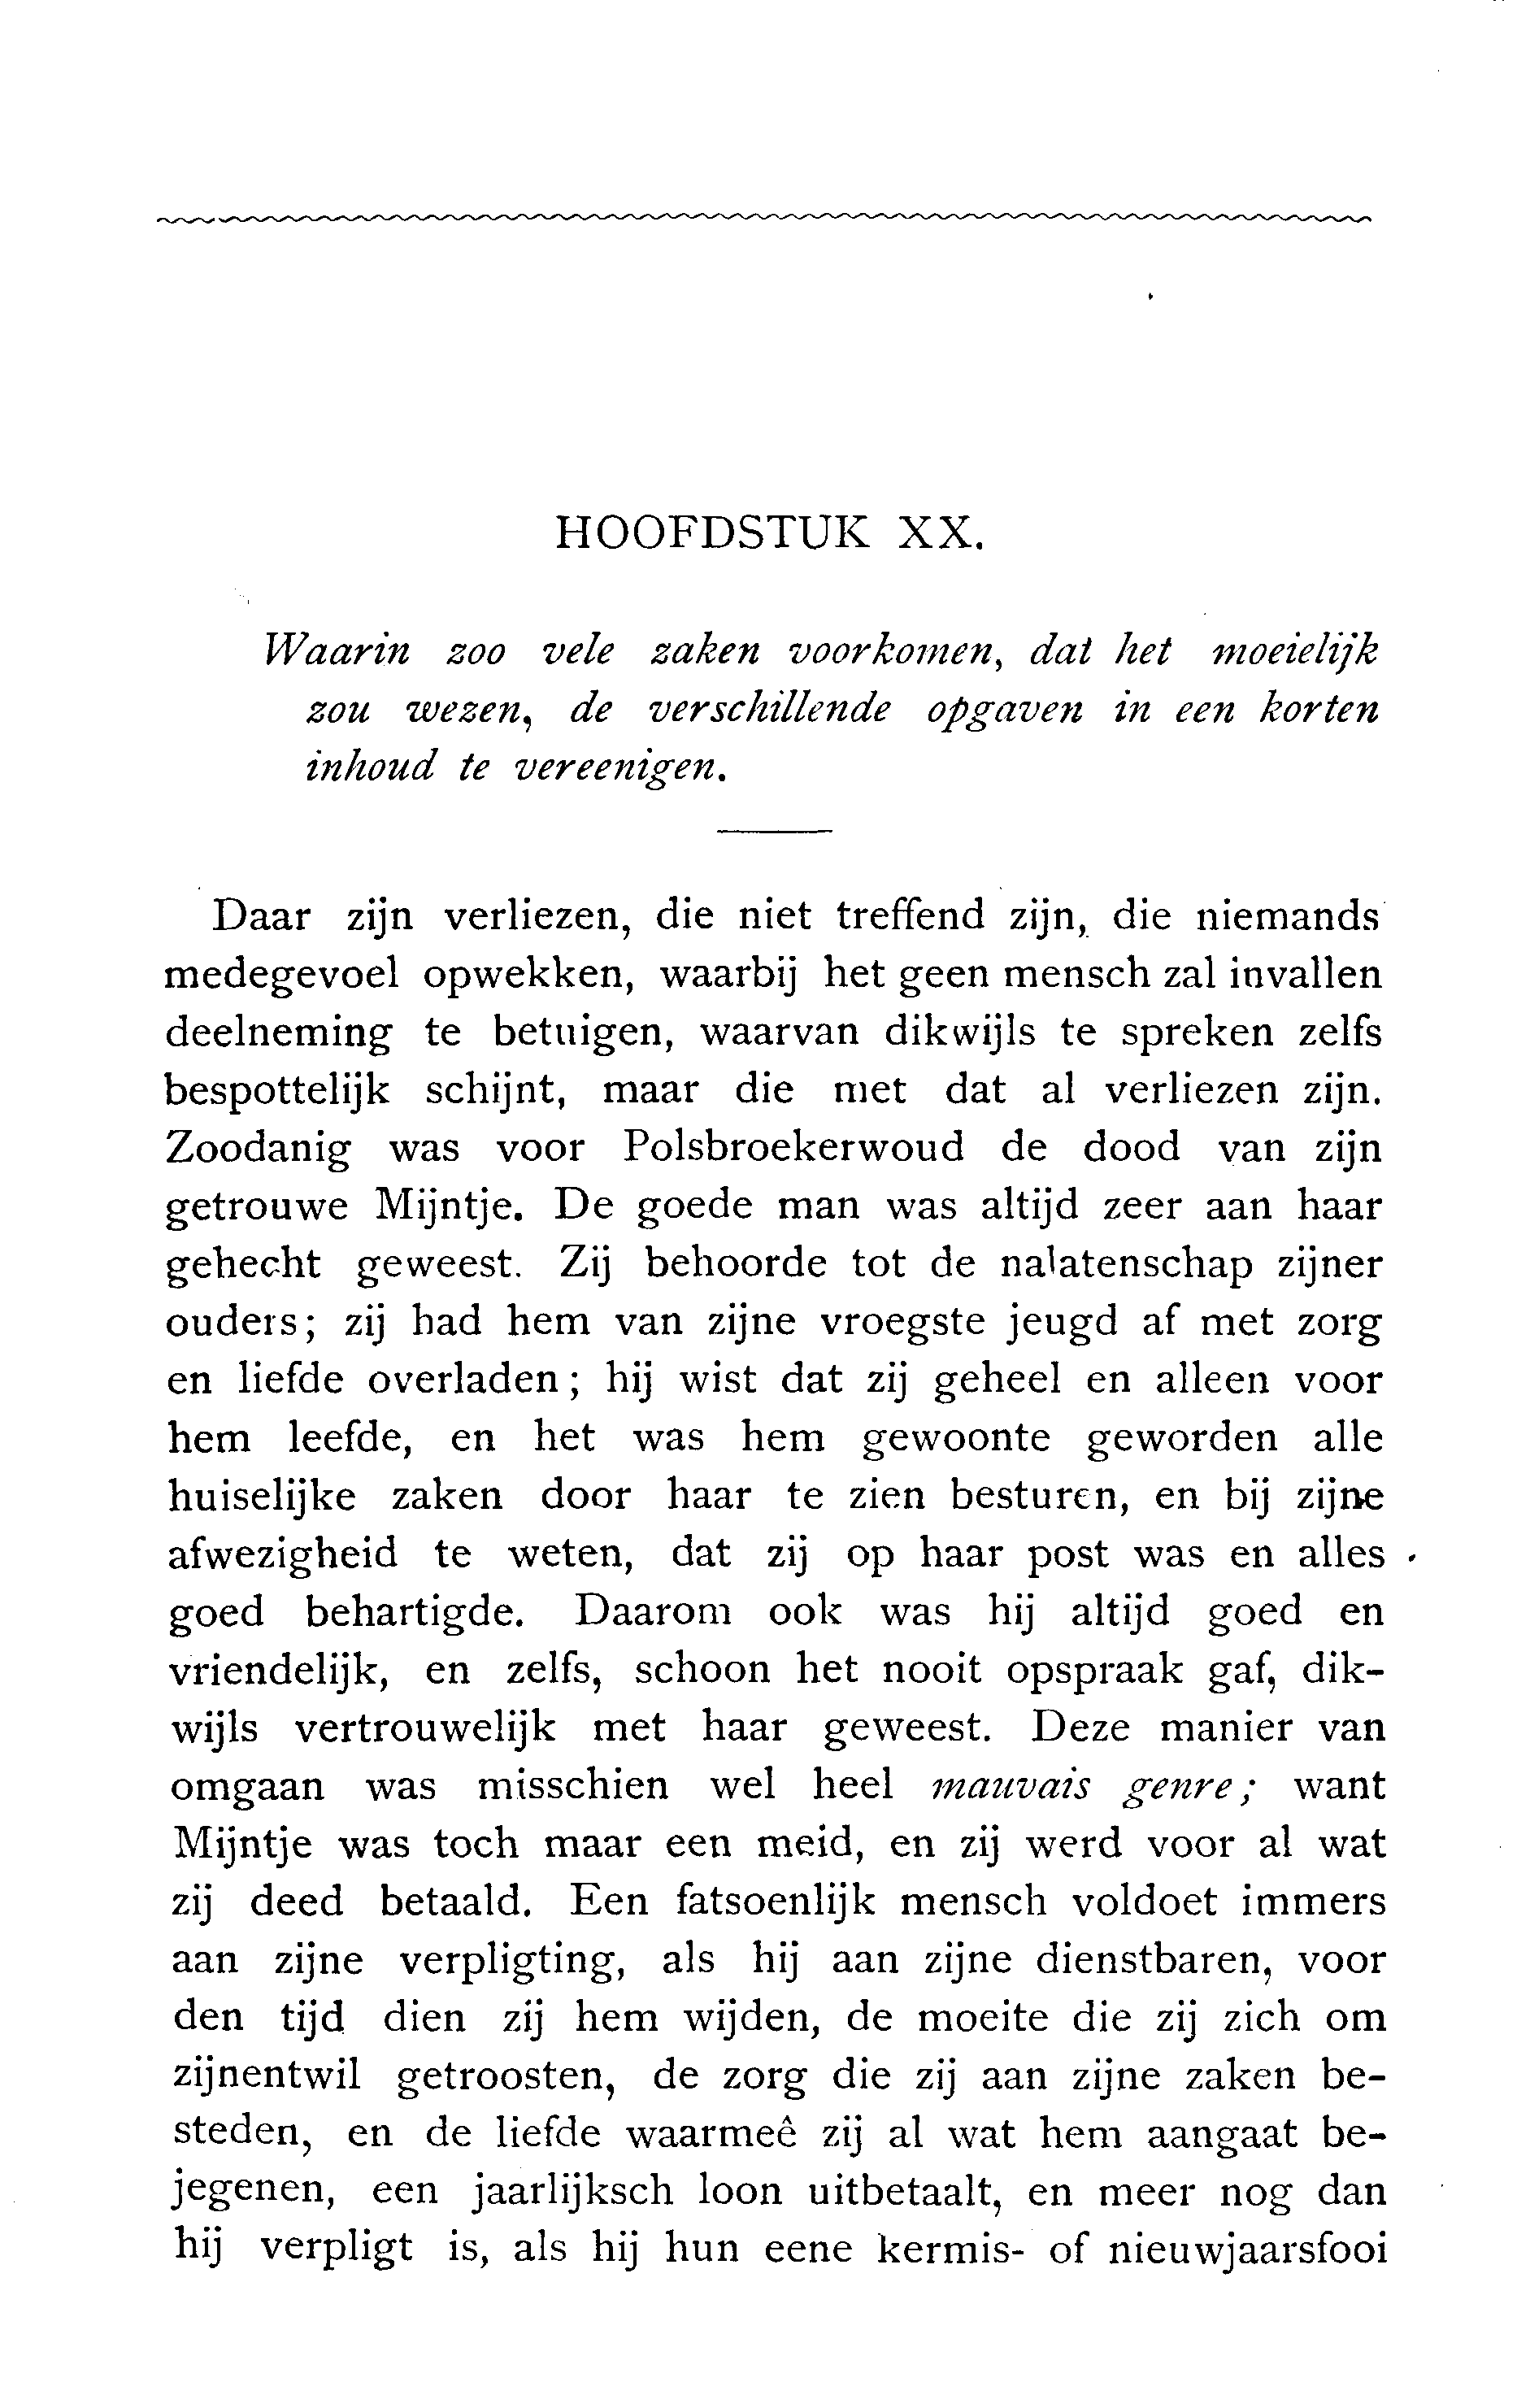 HOOFDSTUK XX.
Waarin zoo vele zaken voorkomen, dat het moeielijk
zou wezen, de verschillende opgaven in een korten
inhoud te vereenigen.
Daar zijn verliezen, die niet treffend zijn, die niemands
medegevoel opwekken, waarbij het geen mensch zal invallen
deelneming te betuigen, waarvan dikwijls te spreken zelfs
bespottelijk schijnt, maar die met dat al verliezen zijn.
Zoodanig was voor Polsbroekerwoud de dood van zijn
getrouwe Mijntje. De goede man was altijd zeer aan haar
gehecht geweest. Zij behoorde tot de nalatenschap zijner
ouders; zij had hem van zijne vroegste jeugd af met zorg
en liefde overladen; hij wist dat zij geheel en alleen voor
hem leefde, en het was hem gewoonte geworden alle
huiselijke zaken door haar te zien besturen, en bij zijne
afwezigheid te weten, dat zij op haar post was en alles
goed behartigde. Daarom ook was hij altijd goed en
vriendelijk, en zelfs, schoon het nooit opspraak gaf, dik-
wijls vertrouwelijk met haar geweest. Deze manier van
omgaan was misschien wel heel mauvais genre; want
Mijntje was toch maar een meid, en zij werd voor al wat
zij deed betaald. Een fatsoenlijk mensch voldoet immers
aan zijne verpligting, als hij aan zijne dienstbaren, voor
den tijd dien zij hem wijden, de moeite die zij zich om
zijnentwil getroosten, de zorg die zij aan zijne zaken be-
steden, en de liefde waarmeê zij al wat hem aangaat be-
jegenen, een jaarlijksch loon uitbetaalt, en meer nog dan
hij verpligt is, als hij hun eene kermis- of nieuwjaarsfooi